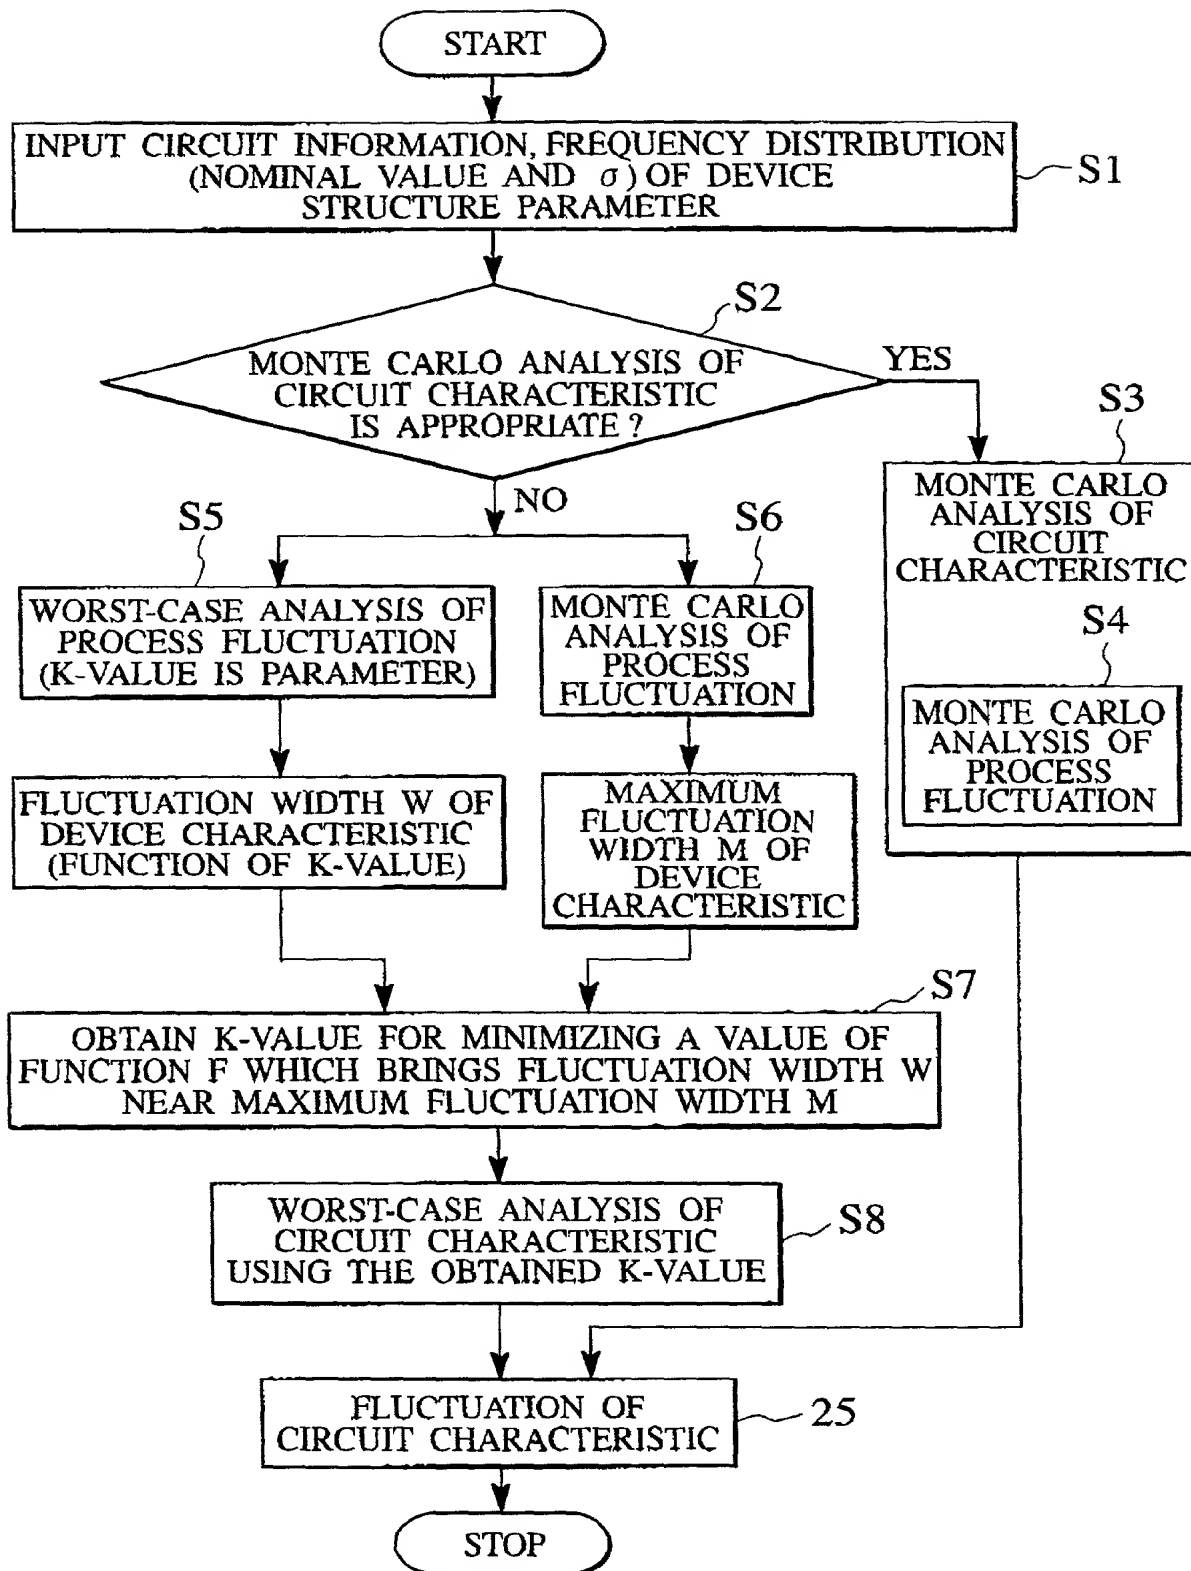 START
INPUT CIRCUIT INFORMATION, FREQUENCY DISTRIBUTION
(NOMINAL VALUE AND σ) OF DEVICE
STRUCTURE PARAMETER
S1
S2
MONTE CARLO ANALYSIS OF
CIRCUIT CHARACTERISTIC
IS APPROPRIATE ?
YES
NO
S3
MONTE CARLO
ANALYSIS OF
CIRCUIT
CHARACTERISTIC
S4
MONTE CARLO
ANALYSIS OF
PROCESS
FLUCTUATION
S5
WORST-CASE ANALYSIS OF
PROCESS FLUCTUATION
(K-VALUE IS PARAMETER)
S6
MONTE CARLO
ANALYSIS OF
PROCESS
FLUCTUATION
FLUCTUATION WIDTH W OF
DEVICE CHARACTERISTIC
(FUNCTION OF K-VALUE)
MAXIMUM
FLUCTUATION
WIDTH M OF
DEVICE
CHARACTERISTIC
S7
OBTAIN K-VALUE FOR MINIMIZING A VALUE OF
FUNCTION F WHICH BRINGS FLUCTUATION WIDTH W
NEAR MAXIMUM FLUCTUATION WIDTH M
WORST-CASE ANALYSIS OF
CIRCUIT CHARACTERISTIC
USING THE OBTAINED K-VALUE
S8
FLUCTUATION OF
CIRCUIT CHARACTERISTIC
25
STOP